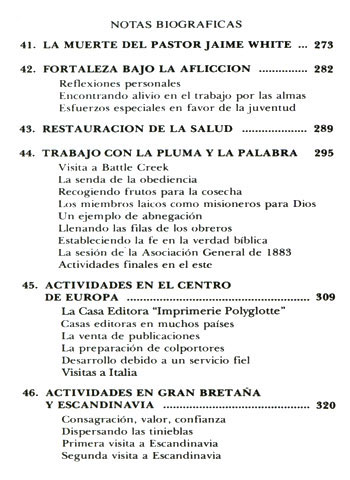 NOTAS BIOGRAFICAS
41. LA MUERTE DEL PASTOR JAIME WHITE ... 273
42. FORTALEZA BAJO LA AFLICCION .............. 282
Reflexiones personales
Encontrando alivio en el trabajo por las almas
Esfuerzos especiales en favor de la juventud
43. RESTAURACION DE LA SALUD ................... 289
44. TRABAJO CON LA PLUMA Y LA PALABRA 295
Visita a Battle Creek
La senda de la obediencia
Recogiendo frutos para la cosecha
Los miembros laicos como misioneros para Dios
Un ejemplo de abnegación
Llenando las filas de los obreros
Estableciendo la fe en la verdad bíblica
La sesión de la Asociación General de 1883
Actividades finales en el este
45. ACTIVIDADES EN EL CENTRO
DE EUROPA ..................................................... 309
La Casa Editora "Imprimerie Polyglotte"
Casas editoras en muchos países
La venta de publicaciones
La preparación de colportores
Desarrollo debido a un servicio fiel
Visitas a Italia
46. ACTIVIDADES EN GRAN BRETAÑA
Y ESCANDINAVIA .......................................... 320
Consagración, valor, confianza
Dispersando las tinieblas
Primera visita a Escandinavia
Segunda visita a Escandinavia